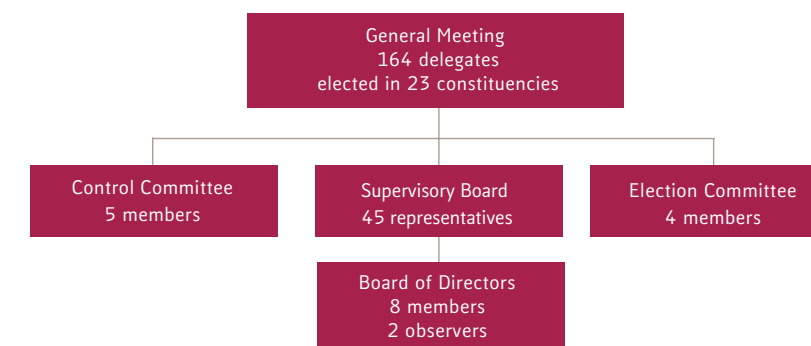 General Meeting
164 delegates
elected in 23 constituencies
Control Committee
5 members
Supervisory Board
45 representatives
Election Committee
4 members
Board of Directors
8 members
2 observers